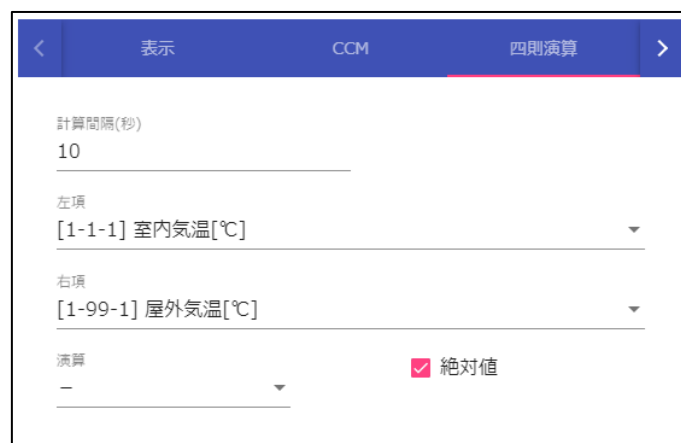 表示 CCM 四則演算
計算間隔(秒)
10
左項
[1-1-1] 室内気温[℃]
右項
[1-99-1] 屋外気温[℃]
演算
－
絶対値